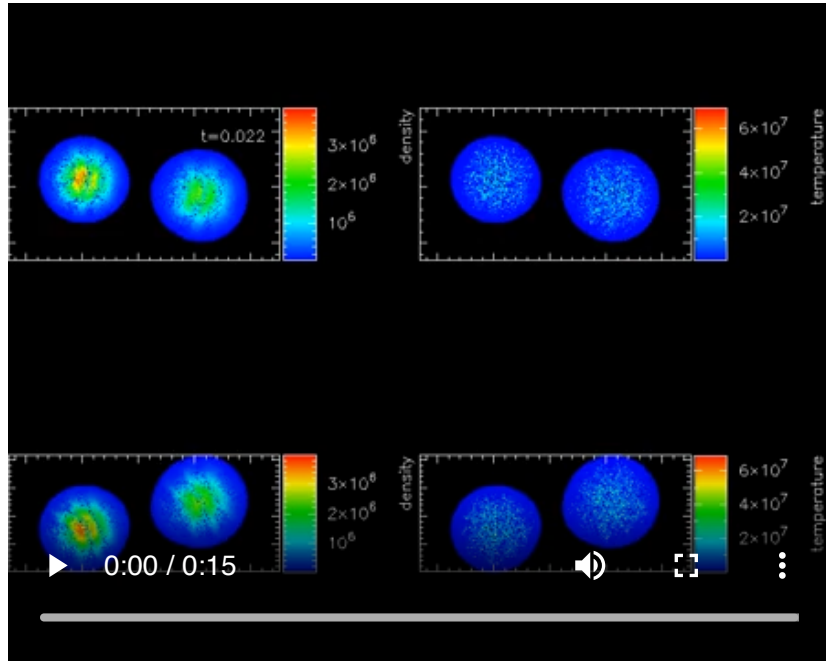 t=0.022
3×10⁶
2×10⁶
10⁶
density
6×10⁷
4×10⁷
2×10⁷
temperature
3×10⁶
2×10⁶
10⁶
density
6×10⁷
4×10⁷
2×10⁷
temperature
0:00 / 0:15